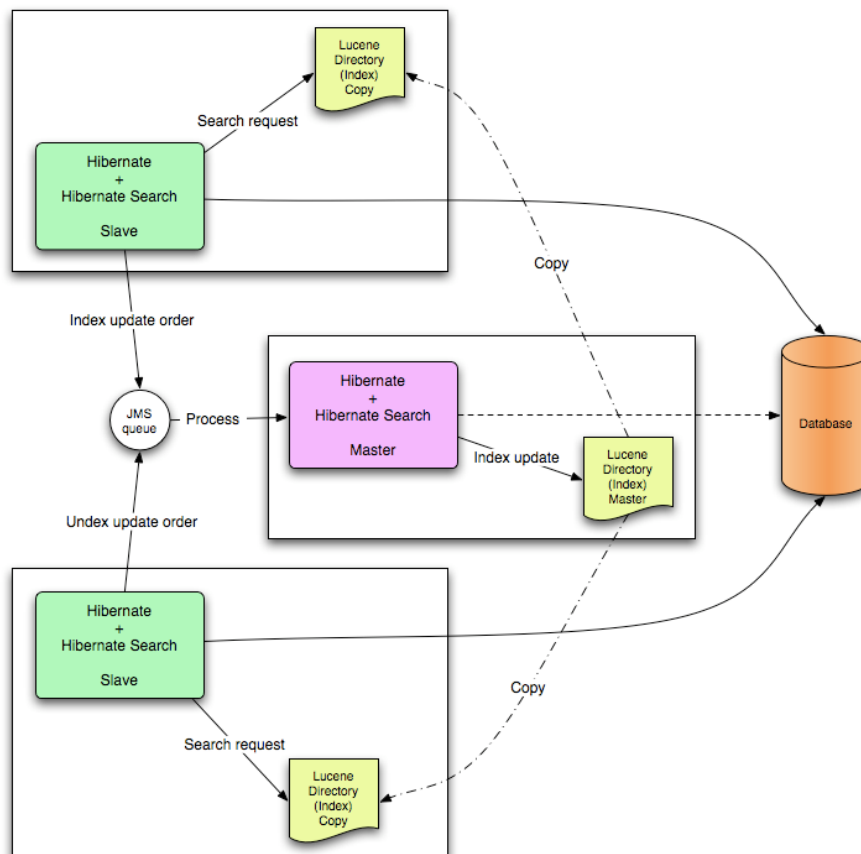 Lucene
Directory
(Index)
Copy
Search request
Hibernate
+
Hibernate Search
Slave
Copy
Index update order
Hibernate
+
Hibernate Search
Master
JMS
queue
Process
Database
Index update
Lucene
Directory
(Index)
Master
Undex update order
Hibernate
+
Hibernate Search
Slave
Copy
Search request
Lucene
Directory
(Index)
Copy